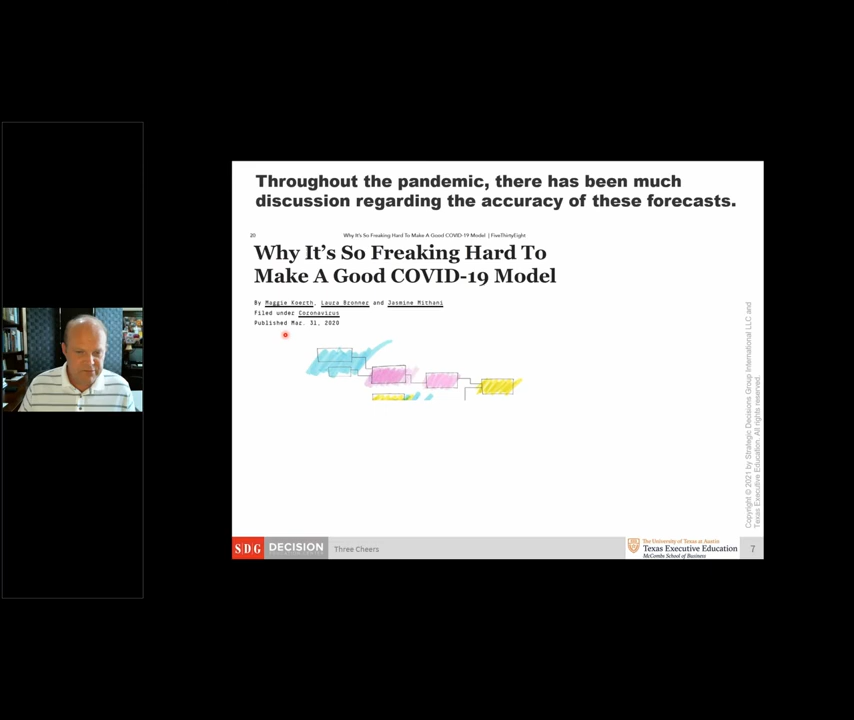 Throughout the pandemic, there has been much
discussion regarding the accuracy of these forecasts.
20
Why It's So Freaking Hard To Make A Good COVID-19 Model | FiveThirtyEight
Why It's So Freaking Hard To
Make A Good COVID-19 Model
By Maggie Koerth, Laura Bronner and Jasmine Mithani
Filed under Coronavirus
Published Mar. 31, 2020
Copyright © 2021 by Strategic Decisions Group International LLC and
Texas Executive Education. All rights reserved.
SDG
DECISION
Three Cheers
The University of Texas at Austin
Texas Executive Education
McCombs School of Business
7